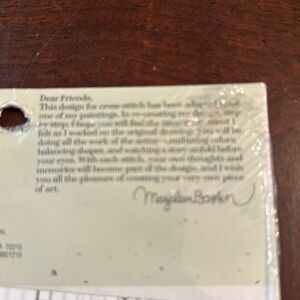 Dear Friends,
This design for cross-stitch has been adapted from
one of my paintings. In re-creating my design, step
by step, I hope you will find the same enjoyment I
felt as I worked on the original drawing. You will be
doing all the work of the artist—combining colors,
balancing shapes, and watching a story unfold before
your eyes. With each stitch, your own thoughts and
memories will become part of the design, and I wish
you all the pleasure of creating your very own piece
of art.
Marjolein Bastin
72015